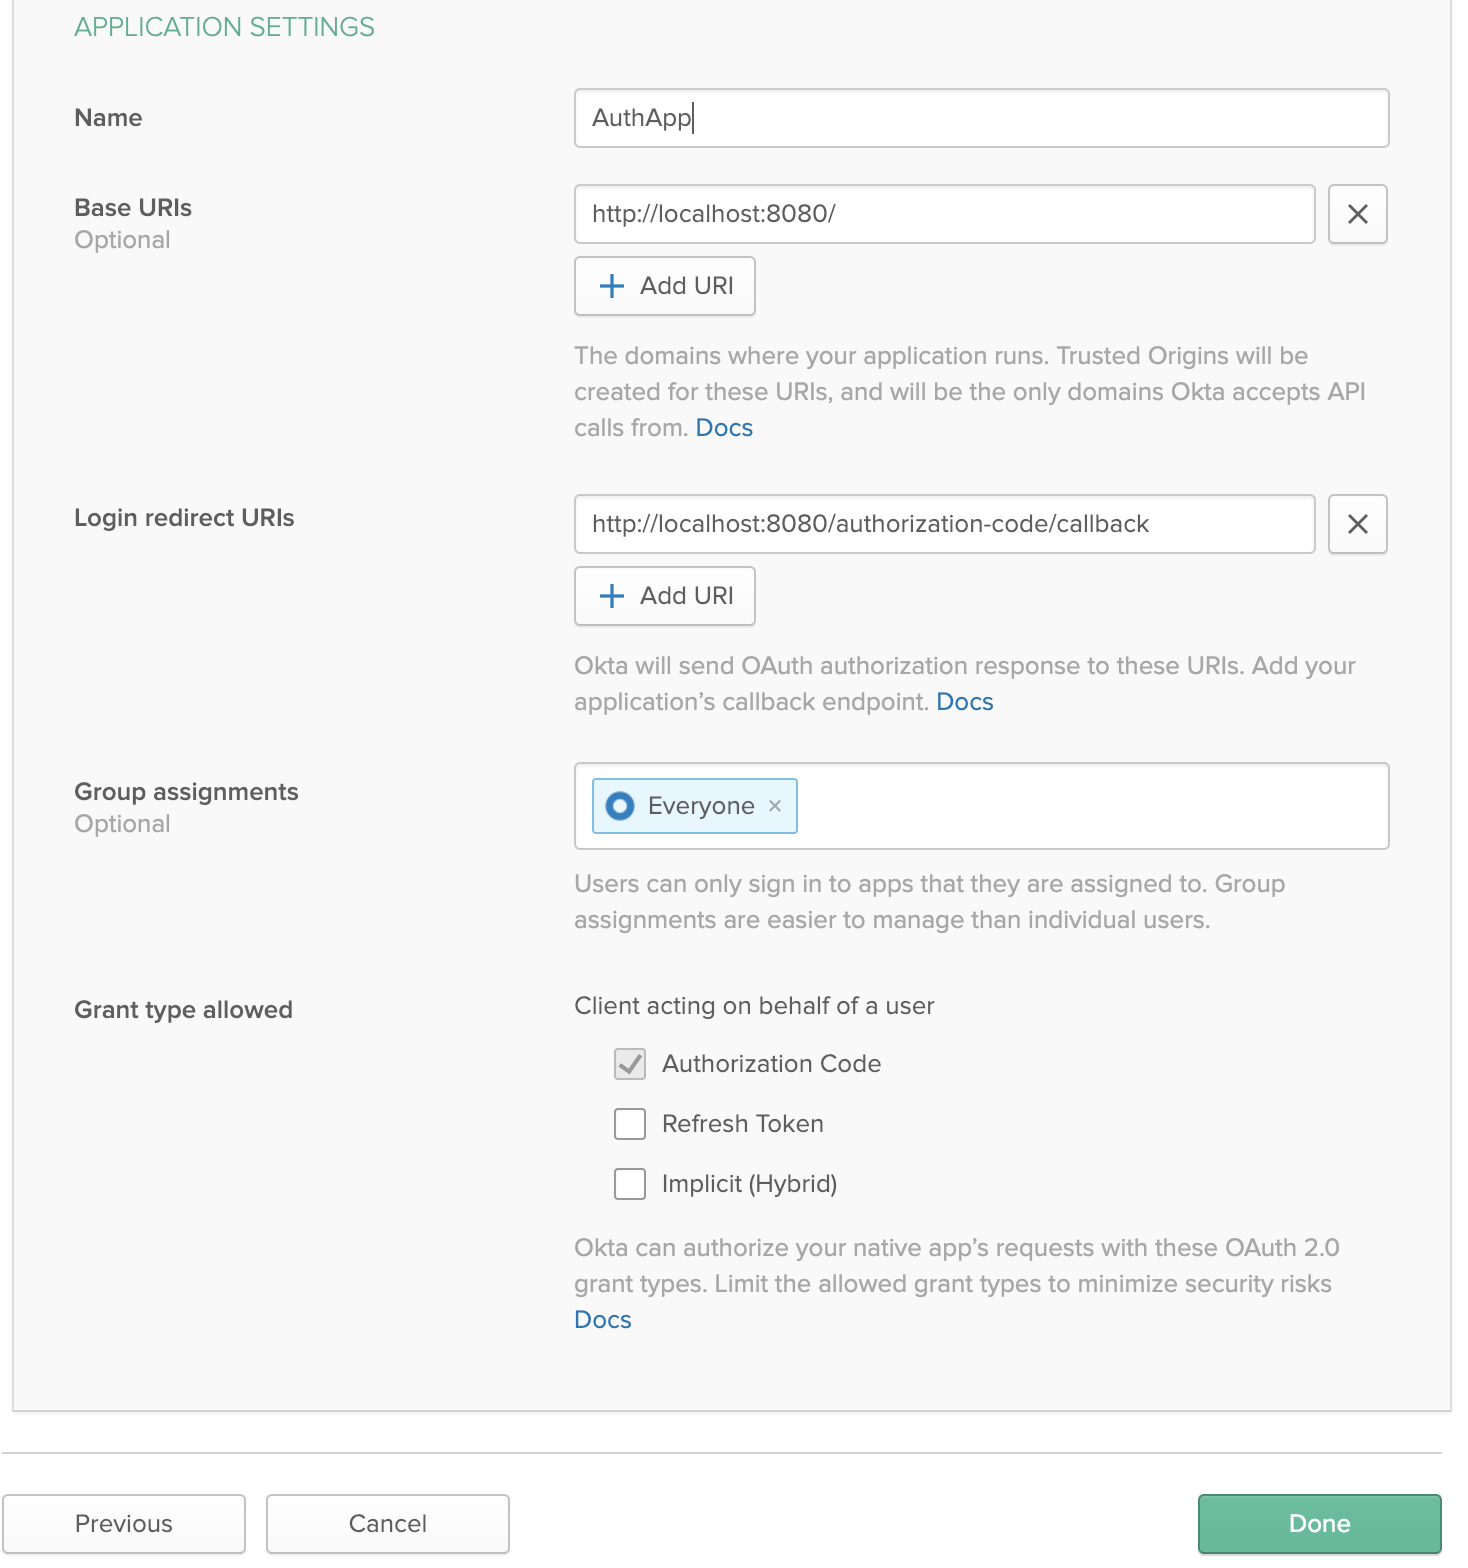 APPLICATION SETTINGS
Name
AuthApp
Base URIs
Optional
http://localhost:8080/
Add URI
The domains where your application runs. Trusted Origins will be
created for these URIs, and will be the only domains Okta accepts API
calls from. Docs
Login redirect URIs
http://localhost:8080/authorization-code/callback
Add URI
Okta will send OAuth authorization response to these URIs. Add your
application’s callback endpoint. Docs
Group assignments
Optional
Everyone
Users can only sign in to apps that they are assigned to. Group
assignments are easier to manage than individual users.
Grant type allowed
Client acting on behalf of a user
Authorization Code
Refresh Token
Implicit (Hybrid)
Okta can authorize your native app’s requests with these OAuth 2.0
grant types. Limit the allowed grant types to minimize security risks
Docs
Previous
Cancel
Done